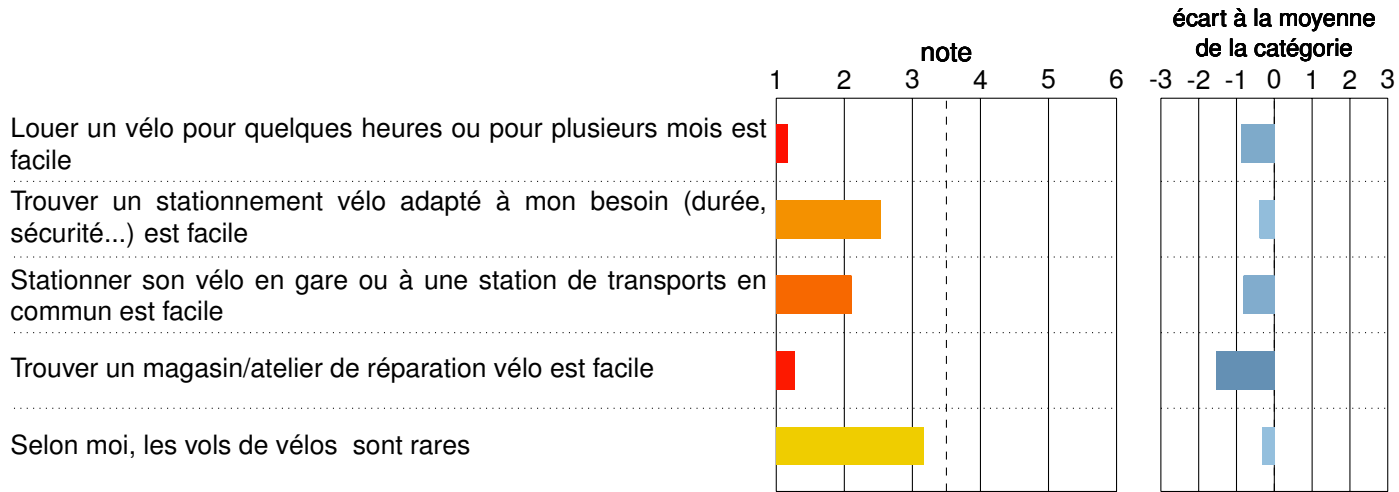 écart à la moyenne
note de la catégorie
1 2 3 4 5 6 -3 -2 -1 0 1 2 3
Louer un vélo pour quelques heures ou pour plusieurs mois est
facile
Trouver un stationnement vélo adapté à mon besoin (durée,
sécurité...) est facile
Stationner son vélo en gare ou à une station de transports en
commun est facile
Trouver un magasin/atelier de réparation vélo est facile
Selon moi, les vols de vélos sont rares